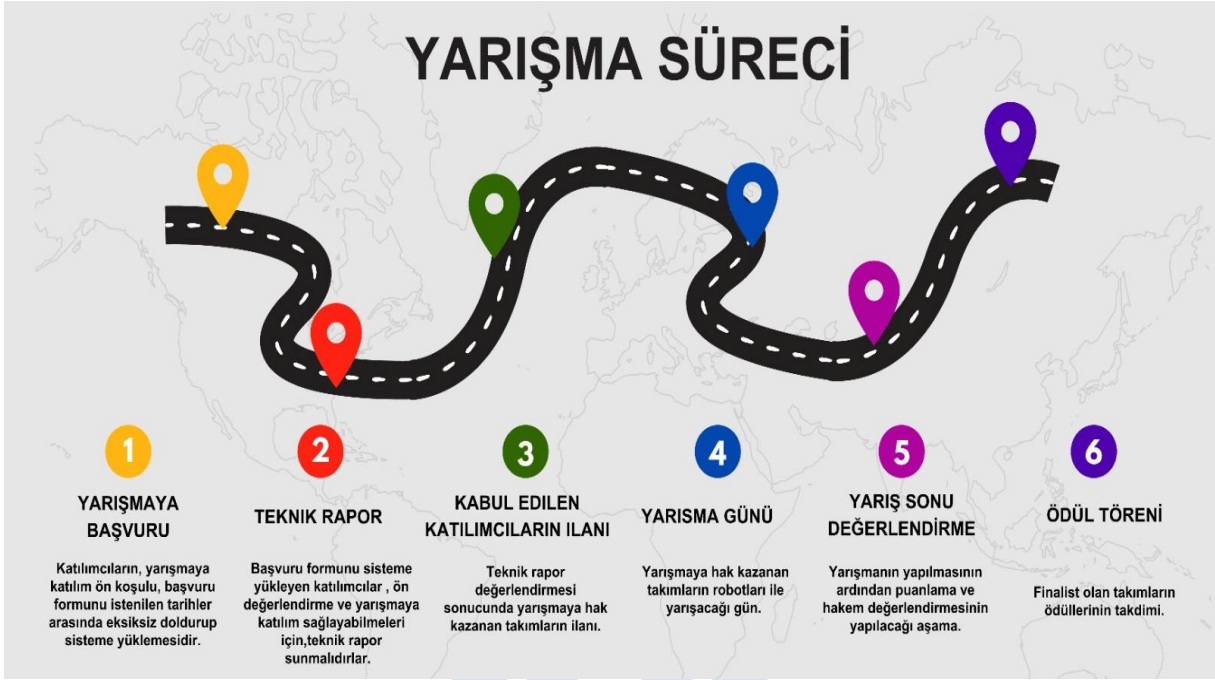 YARIŞMA SÜRECİ
1
YARIŞMAYA
BAŞVURU
Katılımcıların, yarışmaya
katılım ön koşulu, başvuru
formunu istenilen tarihler
arasında eksiksiz doldurup
sisteme yüklemesidir.
2
TEKNIK RAPOR
Başvuru formunu sisteme
yükleyen katılımcılar , ön
değerlendirme ve yarışmaya
katılım sağlayabilmeleri
için,teknik rapor
sunmalıdırlar.
3
KABUL EDILEN
KATILIMCILARIN ILANI
Teknik rapor
değerlendirmesi
sonucunda yarışmaya hak
kazanan takımların ilanı.
4
YARISMA GÜNÜ
Yarışmaya hak kazanan
takımların robotları ile
yarışacağı gün.
5
YARIŞ SONU
DEĞERLENDIRME
Yarışmanın yapılmasının
ardından puanlama ve
hakem değerlendirmesinin
yapılacağı aşama.
6
ÖDÜL TÖRENİ
Finalist olan takımların
ödüllerinin takdimi.